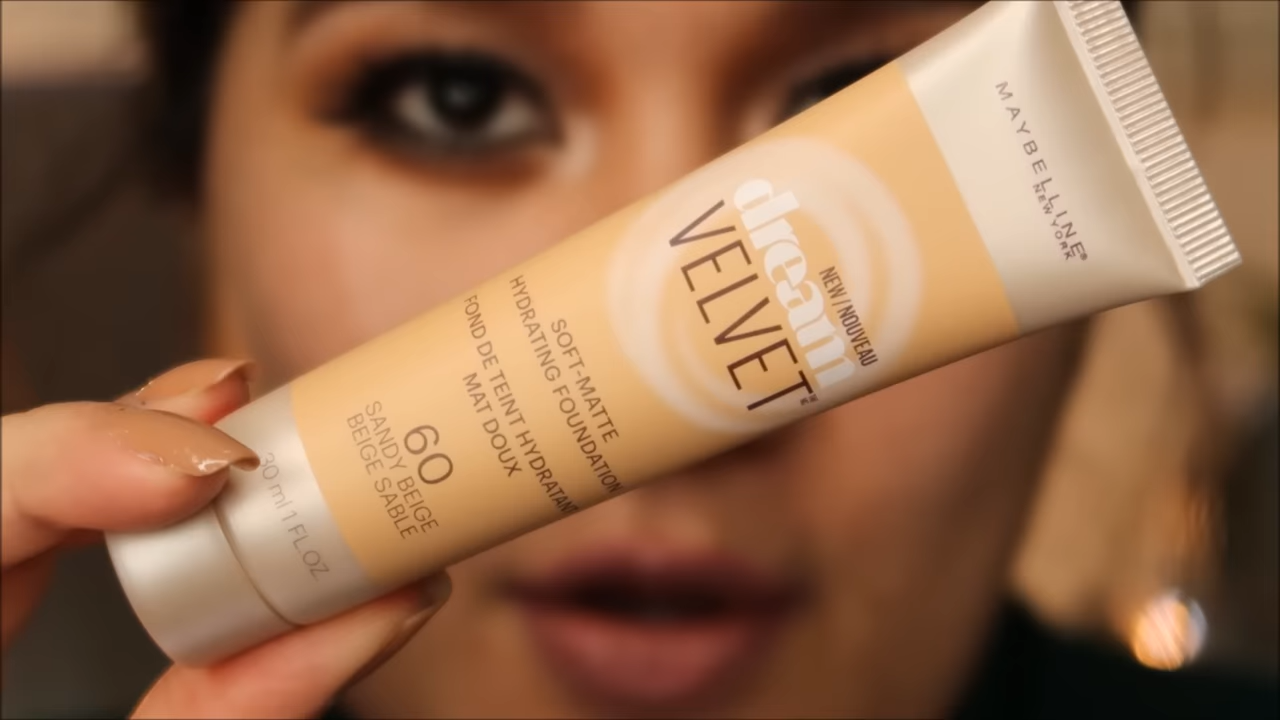 MAYBELLINE®
NEW YORK
NEW/NOUVEAU
dream
VELVET™
SOFT-MATTE
HYDRATING FOUNDATION
FOND DE TEINT HYDRATANT
MAT DOUX
60
SANDY BEIGE
BEIGE SABLE
30 ml 1 FL.OZ